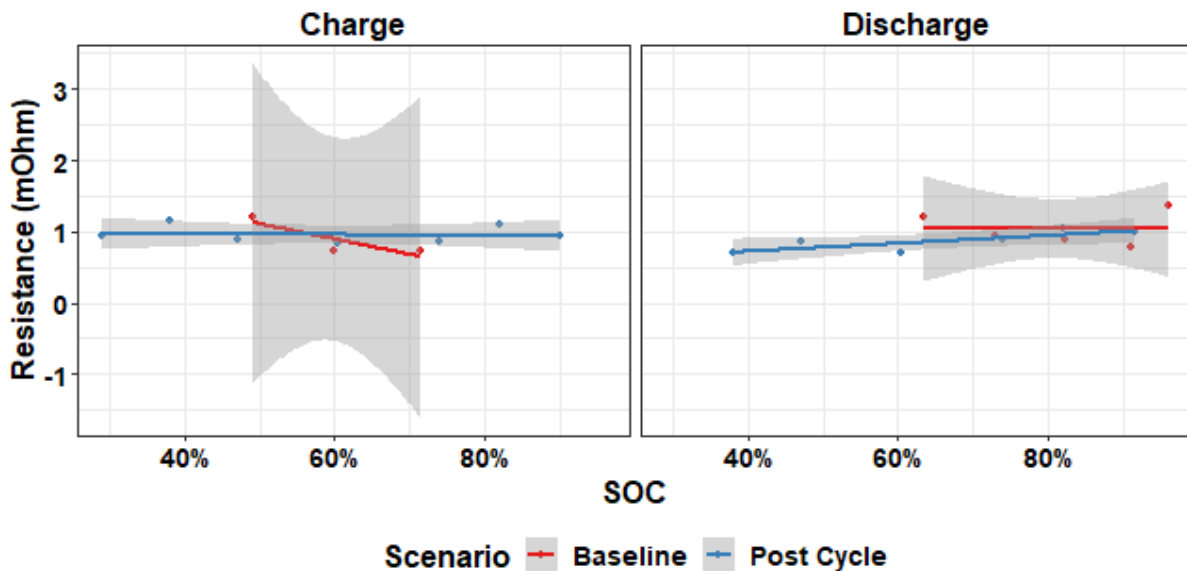 Charge Discharge
Resistance (mOhm)
3
2
1
0
-1
40% 60% 80% 40% 60% 80%
SOC
Scenario Baseline Post Cycle